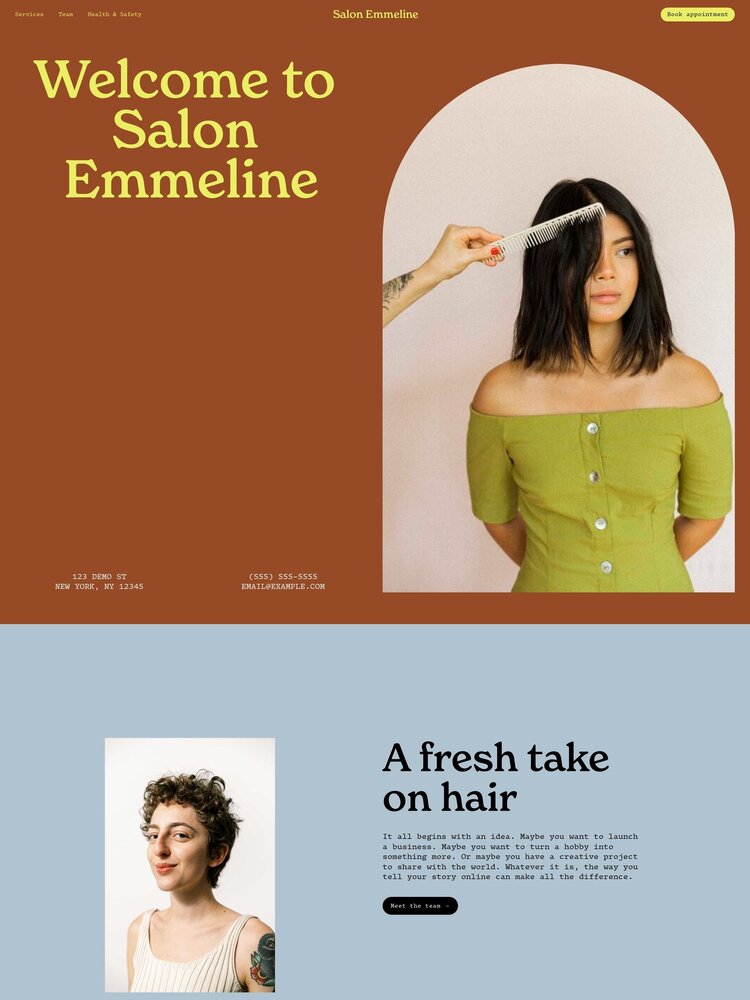 Services Team Health & Safety
Salon Emmeline
Book appointment
Welcome to
Salon
Emmeline
123 DEMO ST
NEW YORK, NY 12345
(555) 555-5555
EMAIL@EXAMPLE.COM
A fresh take
on hair
It all begins with an idea. Maybe you want to launch
a business. Maybe you want to turn a hobby into
something more. Or maybe you have a creative project
to share with the world. Whatever it is, the way you
tell your story online can make all the difference.
Meet the team →